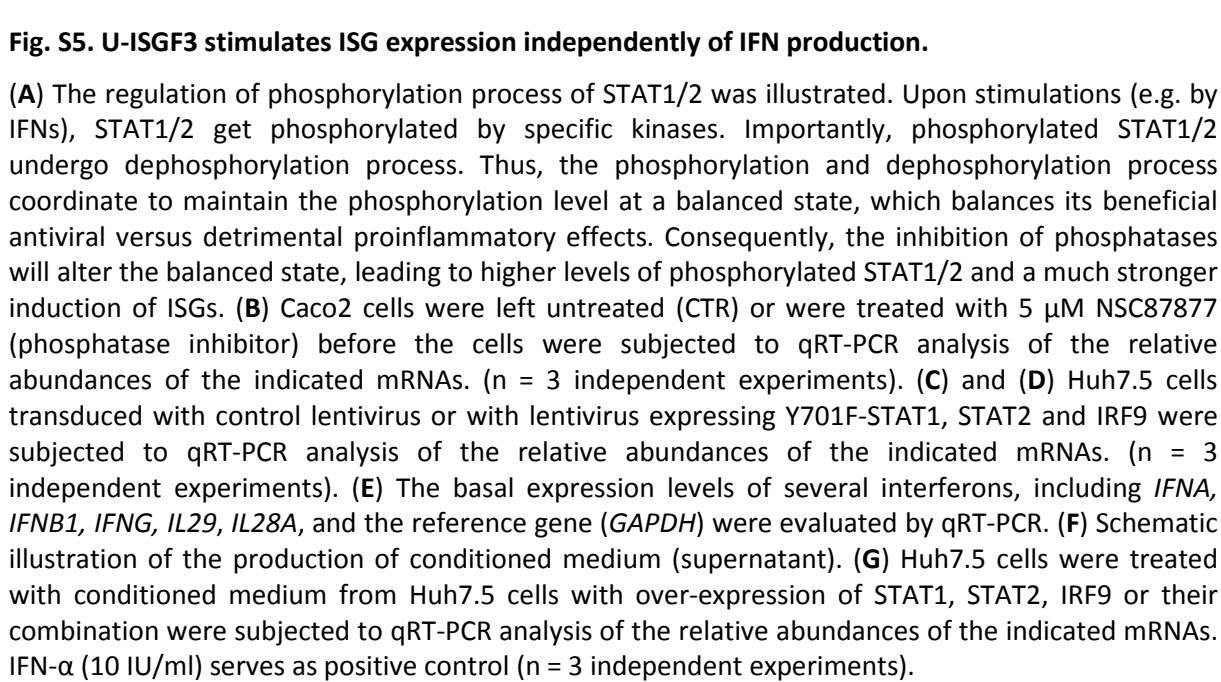 Fig. S5. U-ISGF3 stimulates ISG expression independently of IFN production.
(A) The regulation of phosphorylation process of STAT1/2 was illustrated. Upon stimulations (e.g. by
IFNs), STAT1/2 get phosphorylated by specific kinases. Importantly, phosphorylated STAT1/2
undergo dephosphorylation process. Thus, the phosphorylation and dephosphorylation process
coordinate to maintain the phosphorylation level at a balanced state, which balances its beneficial
antiviral versus detrimental proinflammatory effects. Consequently, the inhibition of phosphatases
will alter the balanced state, leading to higher levels of phosphorylated STAT1/2 and a much stronger
induction of ISGs. (B) Caco2 cells were left untreated (CTR) or were treated with 5 μM NSC87877
(phosphatase inhibitor) before the cells were subjected to qRT-PCR analysis of the relative
abundances of the indicated mRNAs. (n = 3 independent experiments). (C) and (D) Huh7.5 cells
transduced with control lentivirus or with lentivirus expressing Y701F-STAT1, STAT2 and IRF9 were
subjected to qRT-PCR analysis of the relative abundances of the indicated mRNAs. (n = 3
independent experiments). (E) The basal expression levels of several interferons, including IFNA,
IFNB1, IFNG, IL29, IL28A, and the reference gene (GAPDH) were evaluated by qRT-PCR. (F) Schematic
illustration of the production of conditioned medium (supernatant). (G) Huh7.5 cells were treated
with conditioned medium from Huh7.5 cells with over-expression of STAT1, STAT2, IRF9 or their
combination were subjected to qRT-PCR analysis of the relative abundances of the indicated mRNAs.
IFN-α (10 IU/ml) serves as positive control (n = 3 independent experiments).